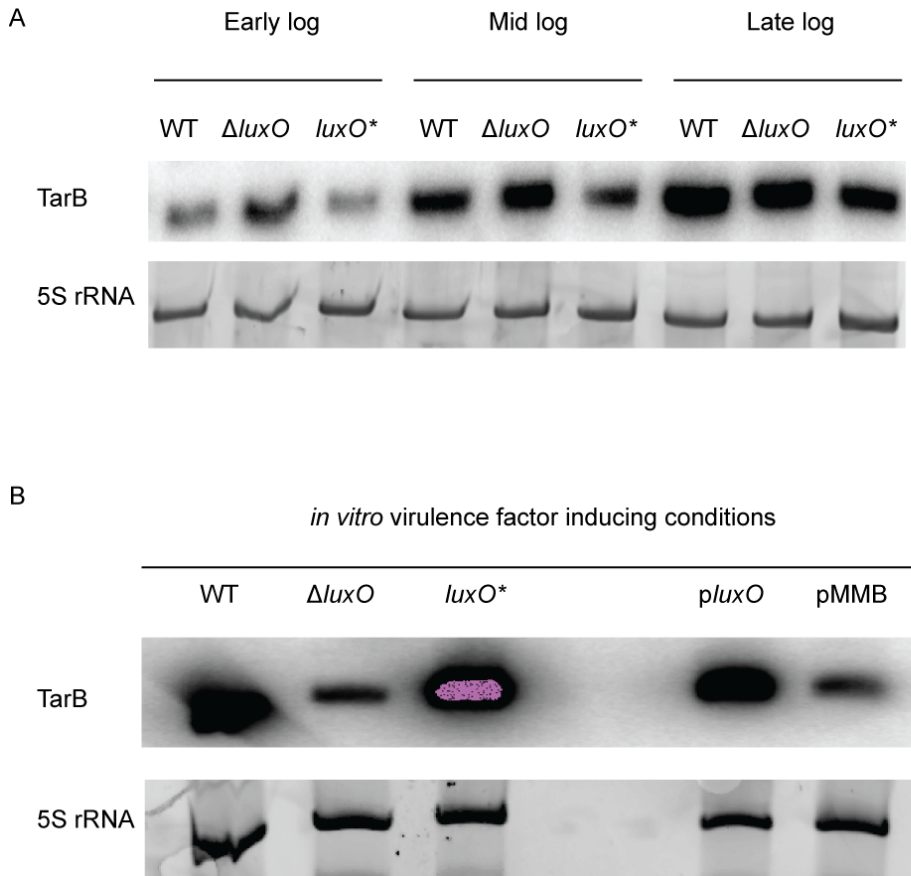 A
Early log Mid log Late log
WT ΔluxO luxO* WT ΔluxO luxO* WT ΔluxO luxO*
TarB
5S rRNA
B
in vitro virulence factor inducing conditions
WT ΔluxO luxO* pluxO pMMB
TarB
5S rRNA